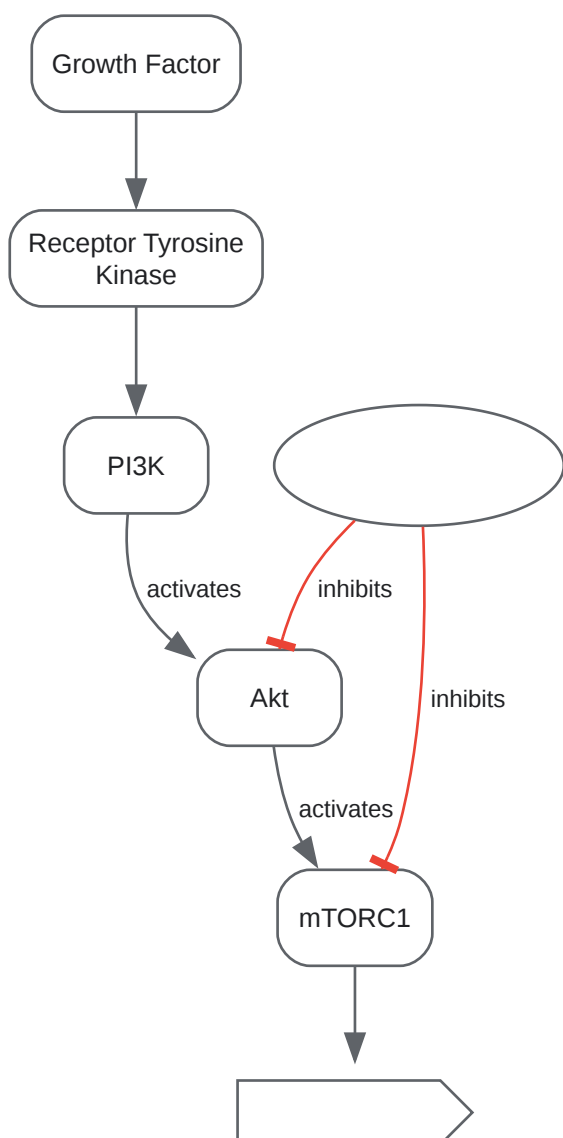 Growth Factor
Receptor Tyrosine
Kinase
PI3K
activates
inhibits
Akt
inhibits
activates
mTORC1